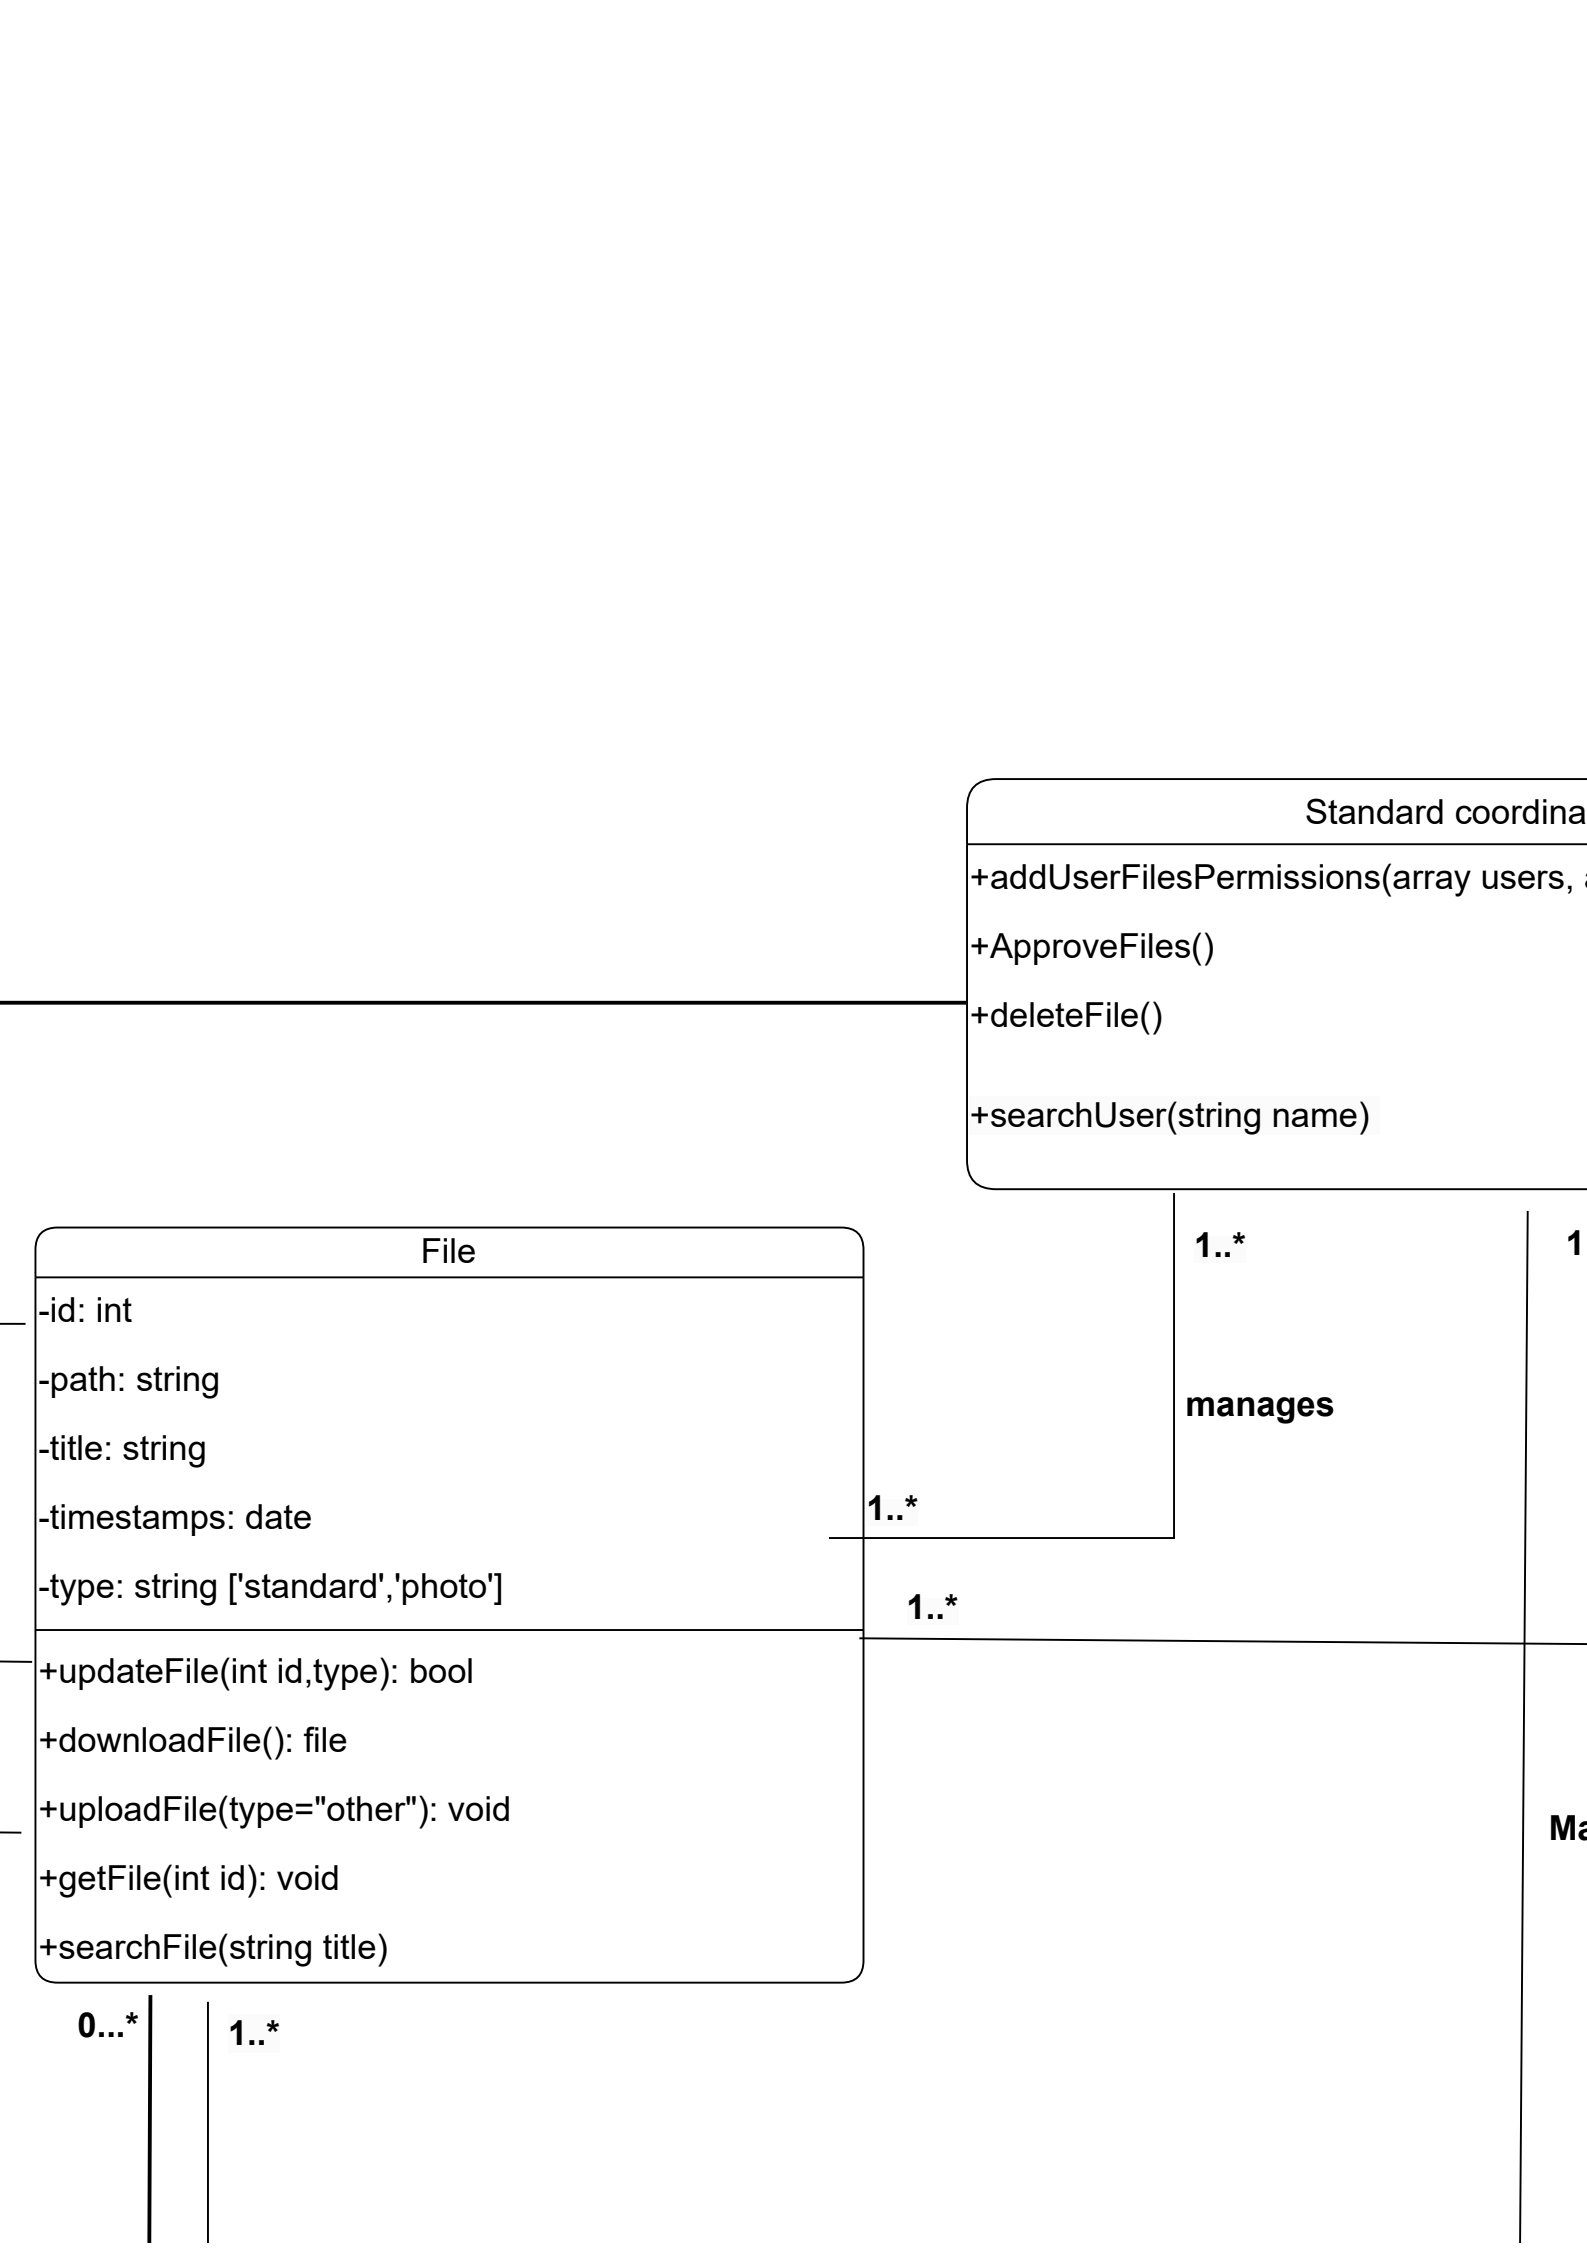 Standard coordina
+addUserFilesPermissions(array users,
+ApproveFiles()
+deleteFile()
+searchUser(string name)
File
-id: int
-path: string
-title: string
-timestamps: date
-type: string ['standard','photo']
+updateFile(int id,type): bool
+downloadFile(): file
+uploadFile(type="other"): void
+getFile(int id): void
+searchFile(string title)
1..*
1
manages
1..*
1..*
Ma
0...*
1..*